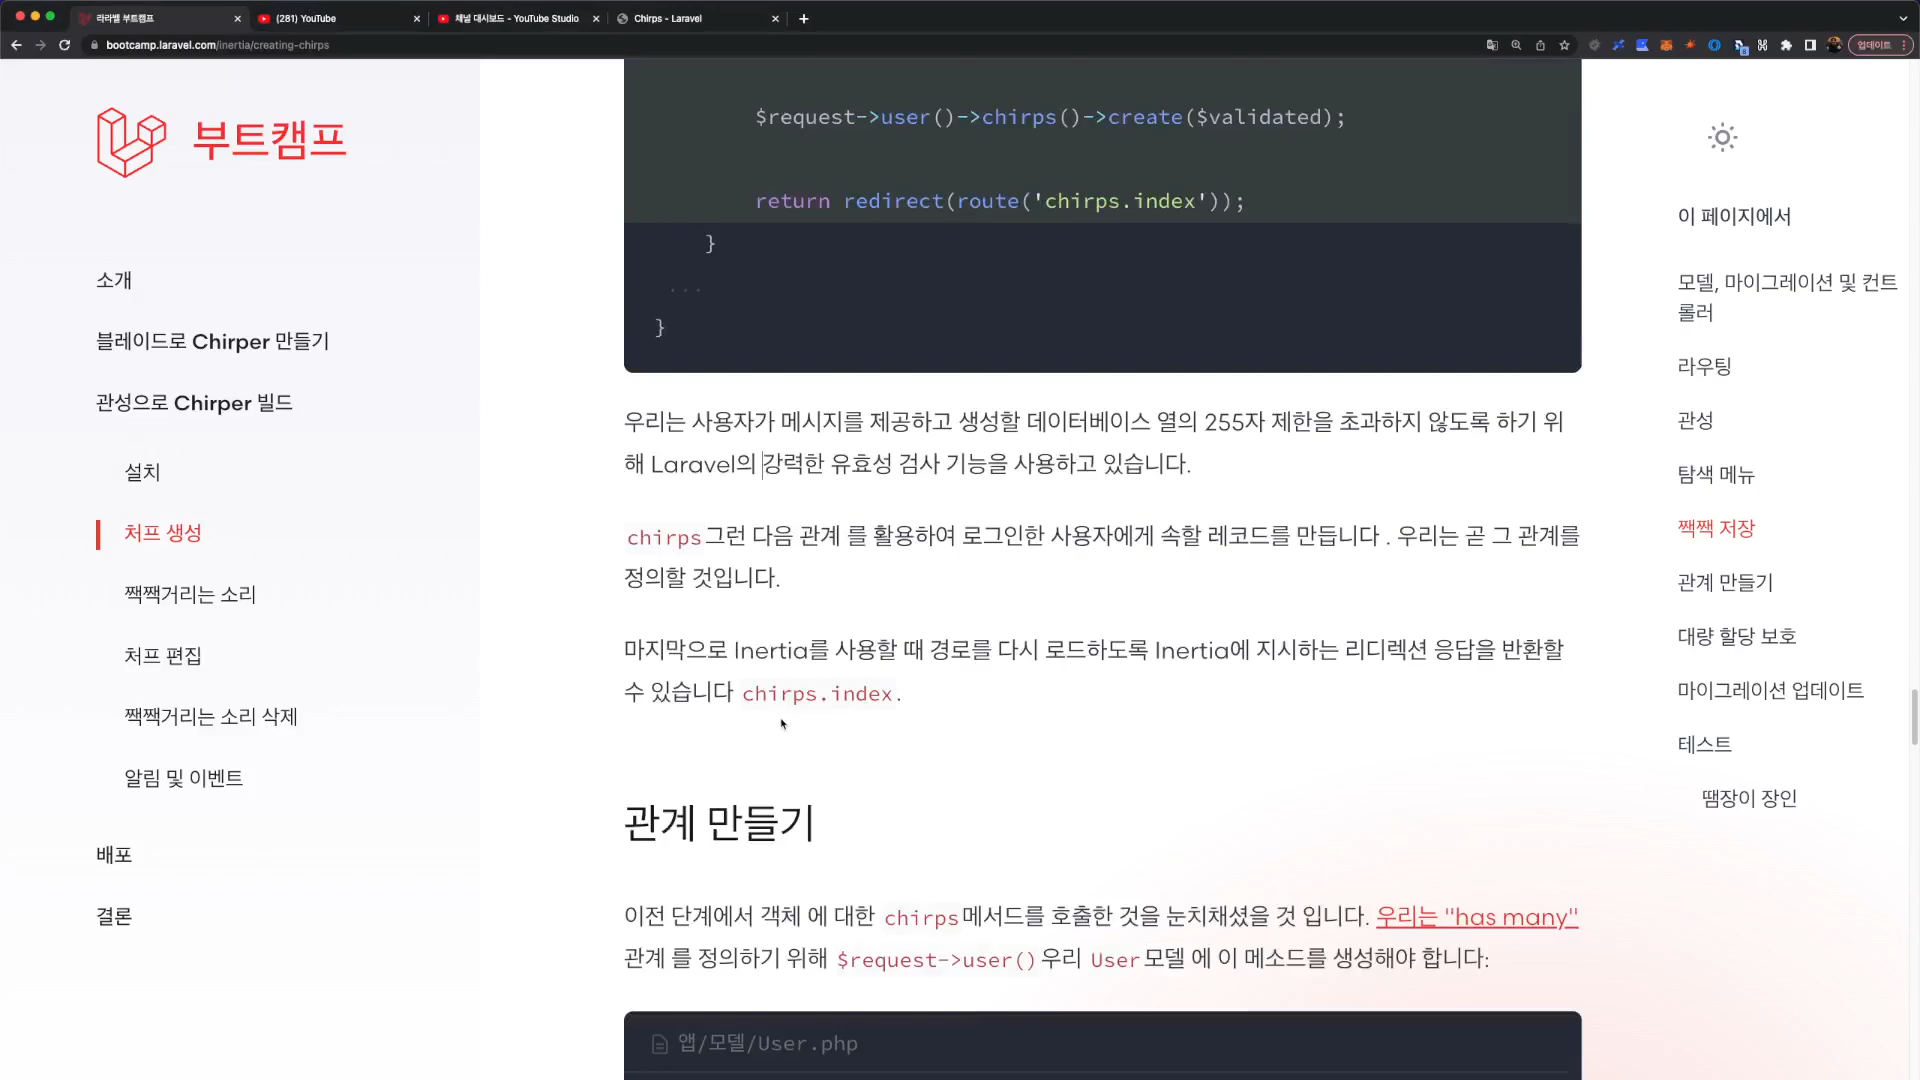 라라벨 부트캠프
(281) YouTube
채널 대시보드 - YouTube Studio
Chirps - Laravel
bootcamp.laravel.com/inertia/creating-chirps
업데이트
부트캠프
소개
블레이드로 Chirper 만들기
관성으로 Chirper 빌드
설치
처프 생성
짹짹거리는 소리
처프 편집
짹짹거리는 소리 삭제
알림 및 이벤트
배포
결론
$request->user()->chirps()->create($validated);
return redirect(route('chirps.index'));
}
...
}
우리는 사용자가 메시지를 제공하고 생성할 데이터베이스 열의 255자 제한을 초과하지 않도록 하기 위
해 Laravel의 강력한 유효성 검사 기능을 사용하고 있습니다.
chirps그런 다음 관계 를 활용하여 로그인한 사용자에게 속할 레코드를 만듭니다 . 우리는 곧 그 관계를
정의할 것입니다.
마지막으로 Inertia를 사용할 때 경로를 다시 로드하도록 Inertia에 지시하는 리디렉션 응답을 반환할
수 있습니다 chirps.index.
관계 만들기
이전 단계에서 객체 에 대한 chirps메서드를 호출한 것을 눈치채셨을 것 입니다. 우리는 "has many"
관계 를 정의하기 위해 $request->user()우리 User모델 에 이 메소드를 생성해야 합니다:
앱/모델/User.php
이 페이지에서
모델, 마이그레이션 및 컨트
롤러
라우팅
관성
탐색 메뉴
짹짹 저장
관계 만들기
대량 할당 보호
마이그레이션 업데이트
테스트
땜장이 장인